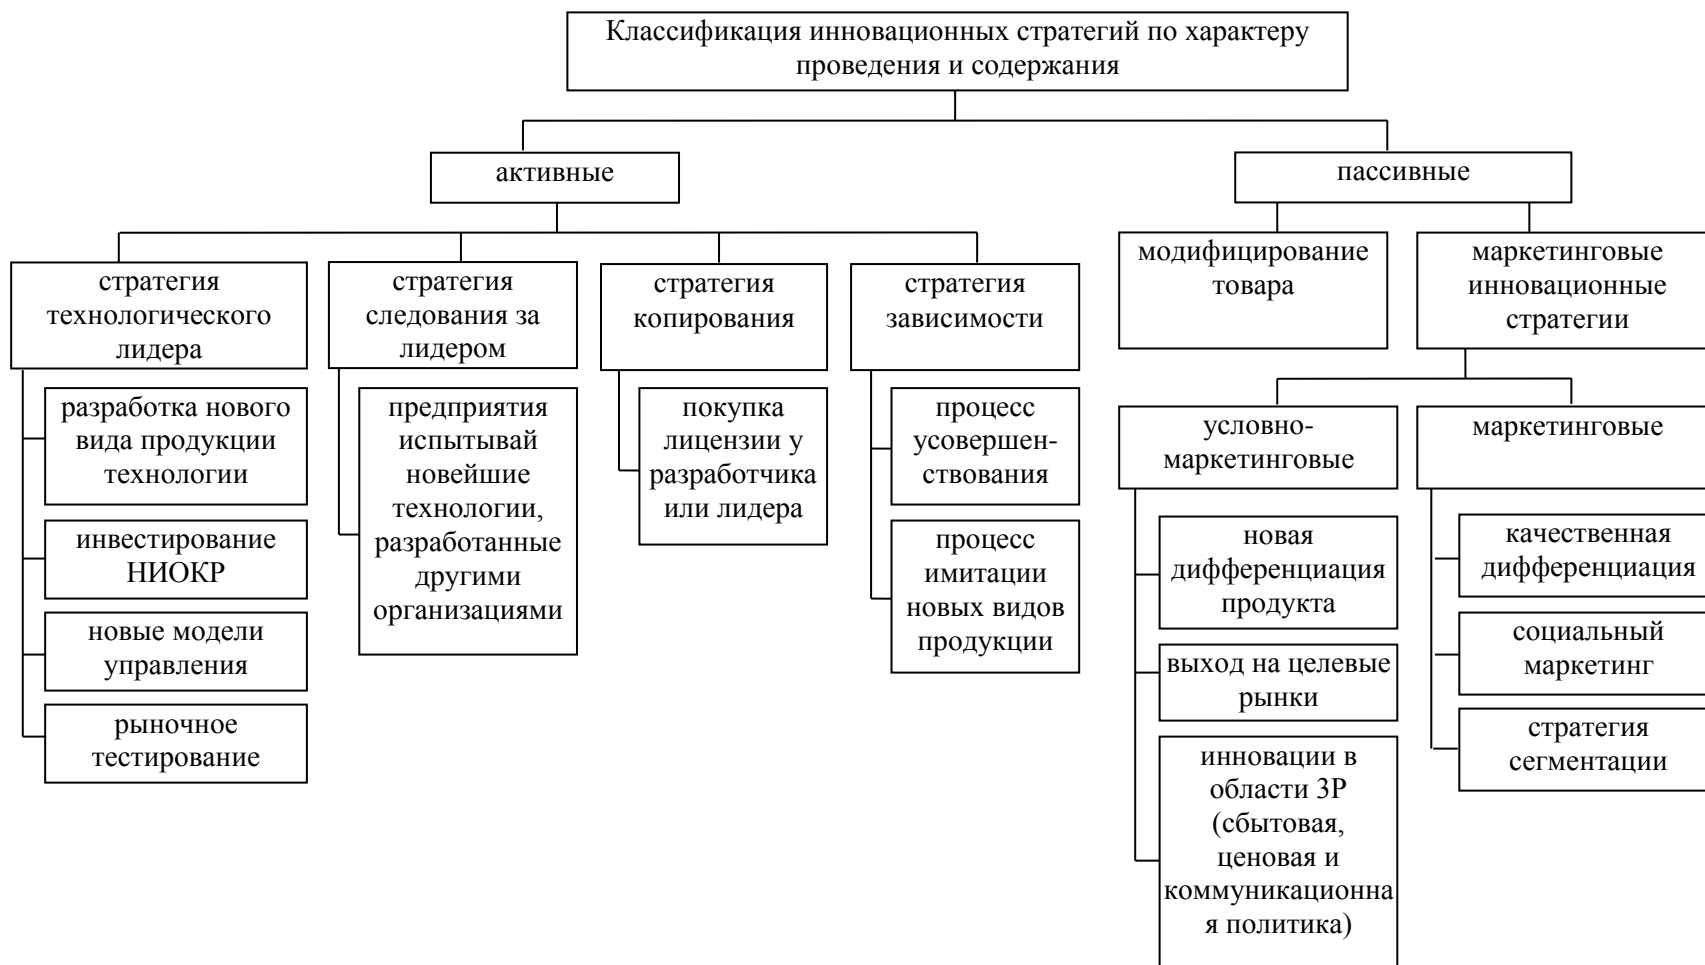 Классификация инновационных стратегий по характеру
проведения и содержания
активные
пассивные
стратегия
технологического
лидера
стратегия
следования за
лидером
стратегия
копирования
стратегия
зависимости
модифицирование
товара
маркетинговые
инновационные
стратегии
разработка нового
вида продукции
технологии
инвестирование
НИОКР
новые модели
управления
рыночное
тестирование
предприятия
испытывай
новейшие
технологии,
разработанные
другими
организациями
покупка
лицензии у
разработчика
или лидера
процесс
усовершен-
ствования
процесс
имитации
новых видов
продукции
условно-
маркетинговые
новая
дифференциация
продукта
выход на целевые
рынки
инновации в
области 3Р
(сбытовая,
ценовая и
коммуникационна
я политика)
маркетинговые
качественная
дифференциация
социальный
маркетинг
стратегия
сегментации